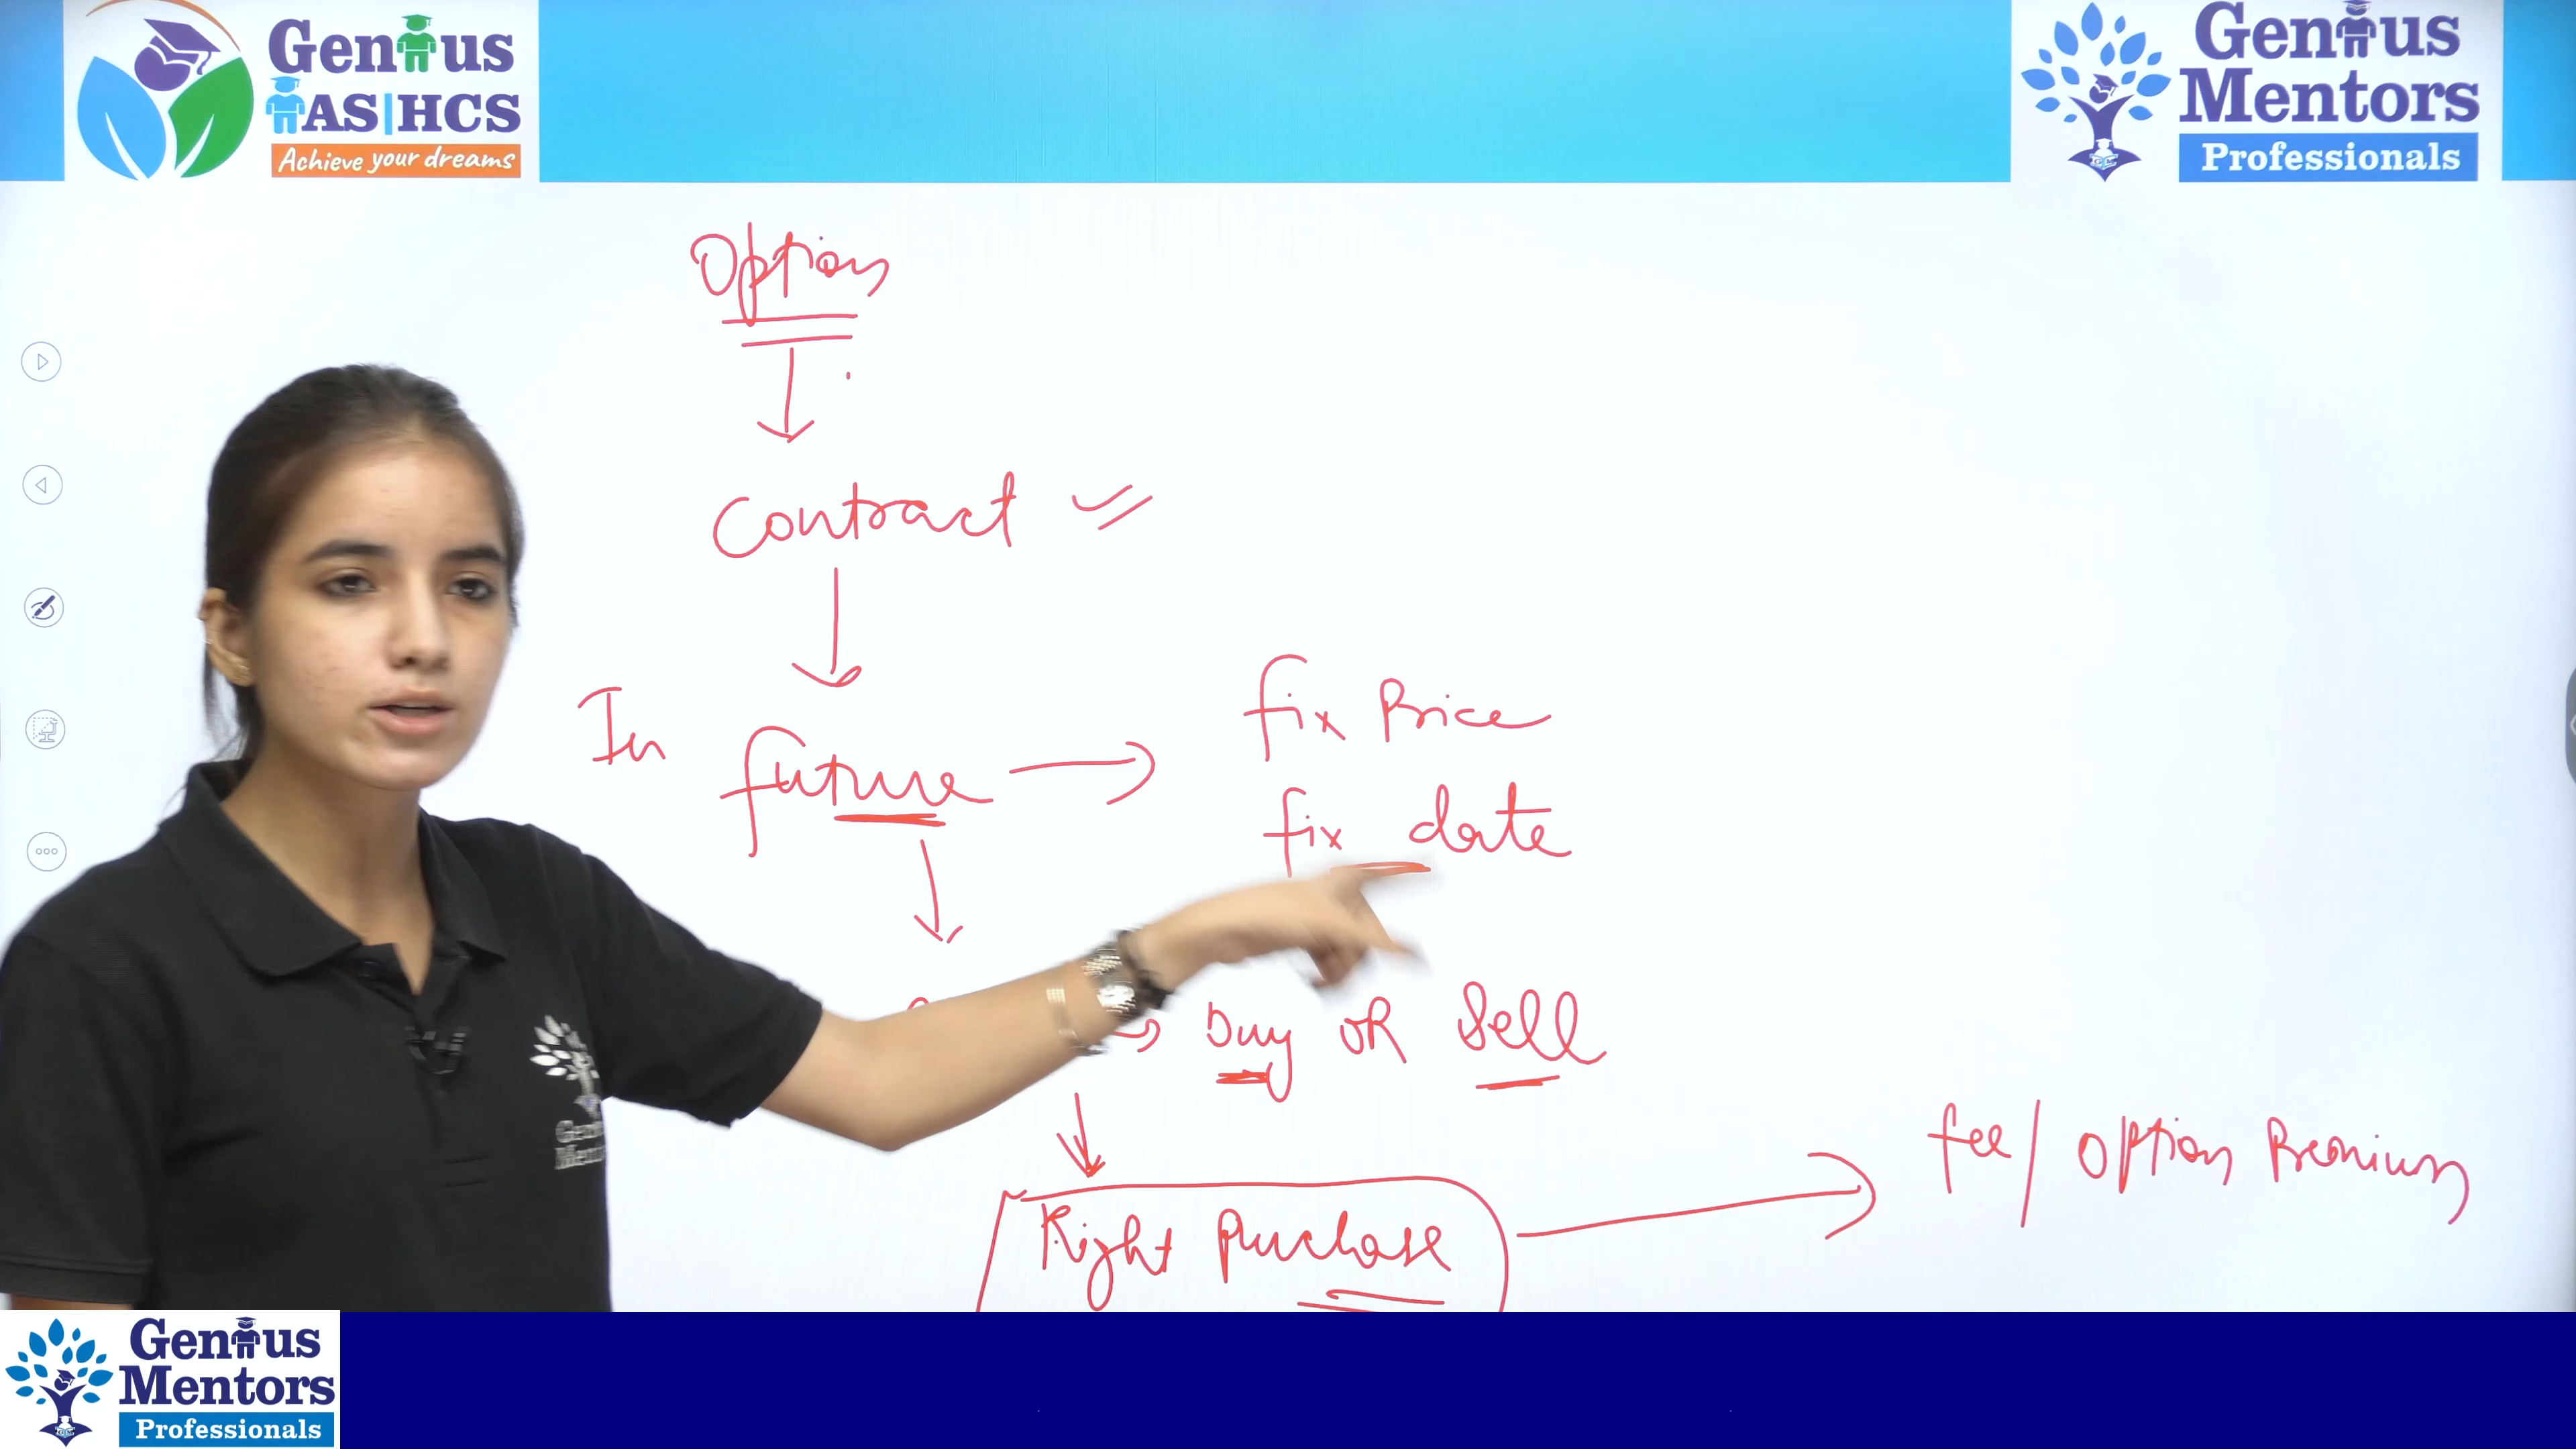 Genius
IAS|HCS
Achieve your dreams
Genius
Mentors
Professionals
Option
Contract
In future → fix Price
fix date
→ buy OR Sell
Right Purchase → fee / Option Premium
Genius
Mentors
Professionals